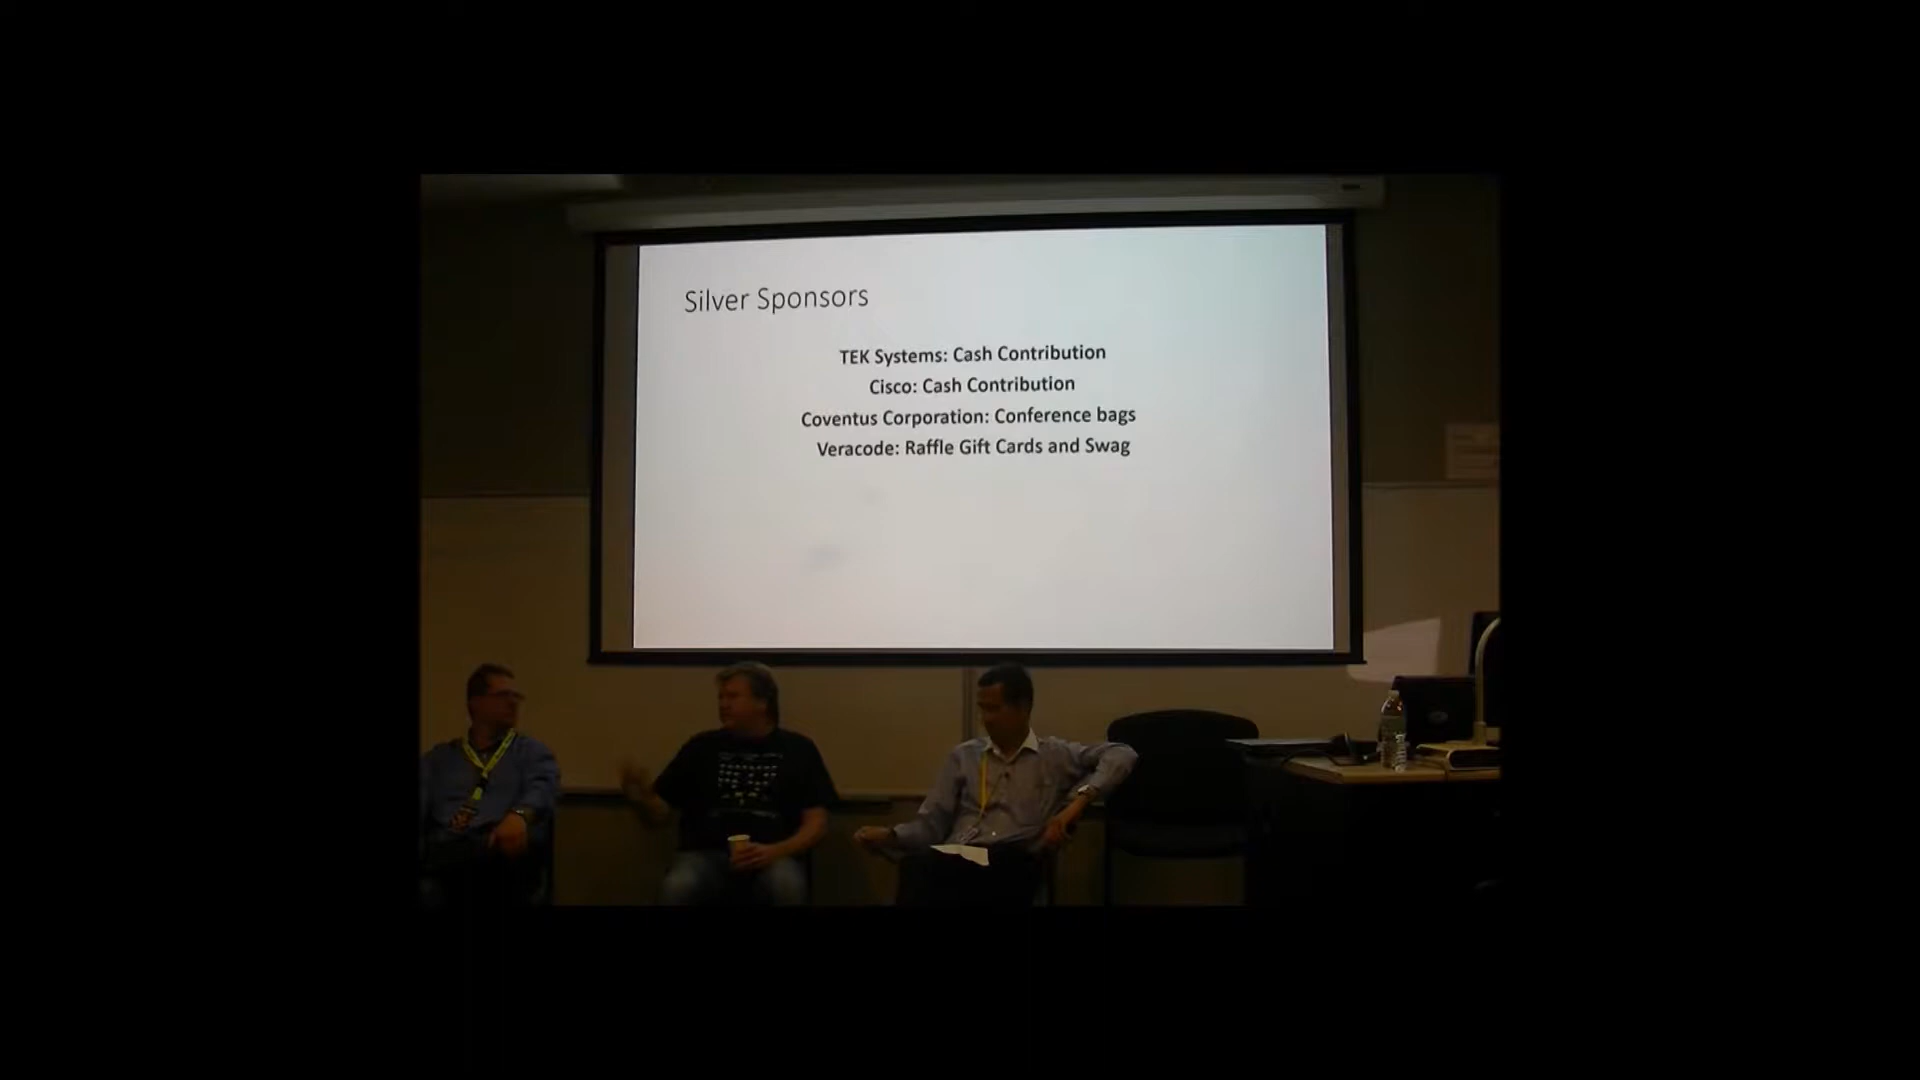 Silver Sponsors
TEK Systems: Cash Contribution
Cisco: Cash Contribution
Coventus Corporation: Conference bags
Veracode: Raffle Gift Cards and Swag